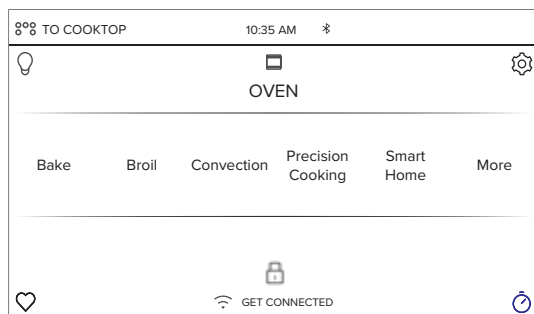 TO COOKTOP 10:35 AM
OVEN
Bake Broil Convection Precision Cooking Smart Home More
GET CONNECTED